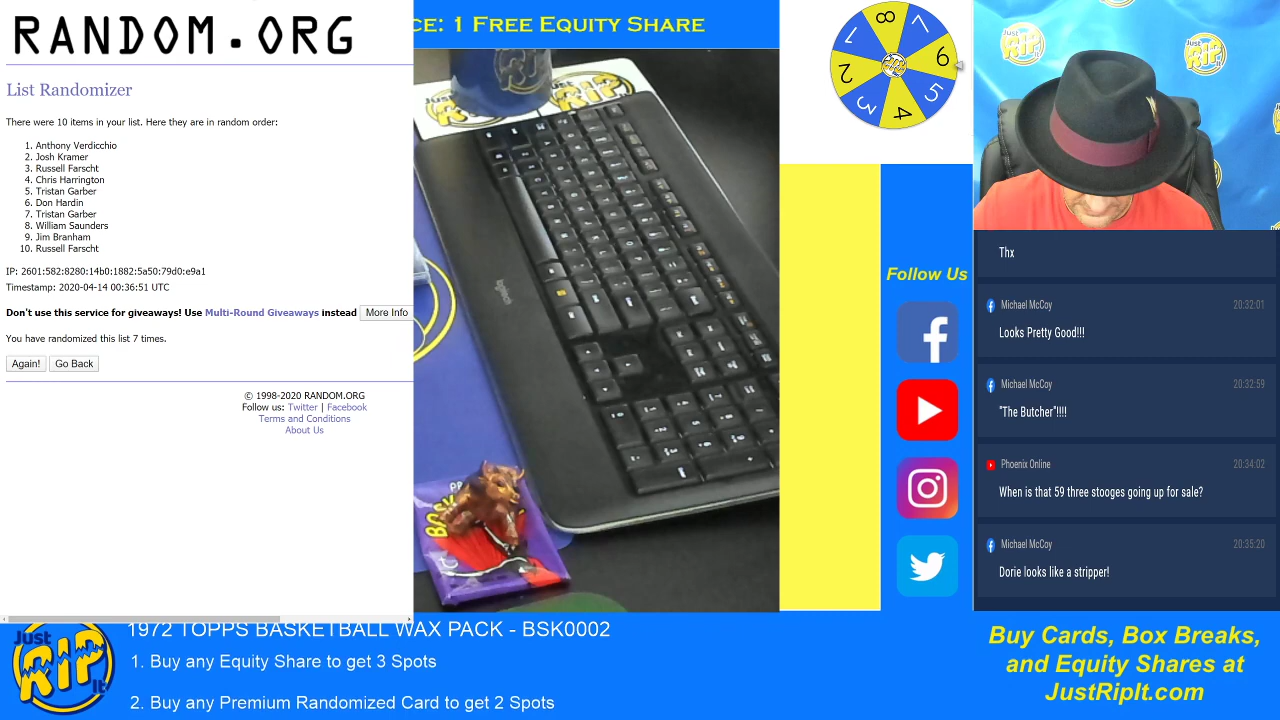 RANDOM.ORG
List Randomizer
There were 10 items in your list. Here they are in random order:
1. Anthony Verdicchio
2. Josh Kramer
3. Russell Farscht
4. Chris Harrington
5. Tristan Garber
6. Don Hardin
7. Tristan Garber
8. William Saunders
9. Jim Branham
10. Russell Farscht
IP: 2601:582:8280:14b0:1882:5a50:79d0:e9a1
Timestamp: 2020-04-14 00:36:51 UTC
Don't use this service for giveaways! Use Multi-Round Giveaways instead More Info
You have randomized this list 7 times.
Again! Go Back
© 1998-2020 RANDOM.ORG
Follow us: Twitter | Facebook
Terms and Conditions
About Us
CE: 1 FREE EQUITY SHARE
RIP
logitech
8
7
6
5
4
3
2
1
Just
RIP
It
Follow Us
Thx
Michael McCoy 20:32:01
Looks Pretty Good!!!
Michael McCoy 20:32:59
"The Butcher"!!!!
Phoenix Online 20:34:02
When is that 59 three stooges going up for sale?
Michael McCoy 20:35:20
Dorie looks like a stripper!
Just
RIP
It
1972 TOPPS BASKETBALL WAX PACK - BSK0002
1. Buy any Equity Share to get 3 Spots
2. Buy any Premium Randomized Card to get 2 Spots
Buy Cards, Box Breaks,
and Equity Shares at
JustRipIt.com